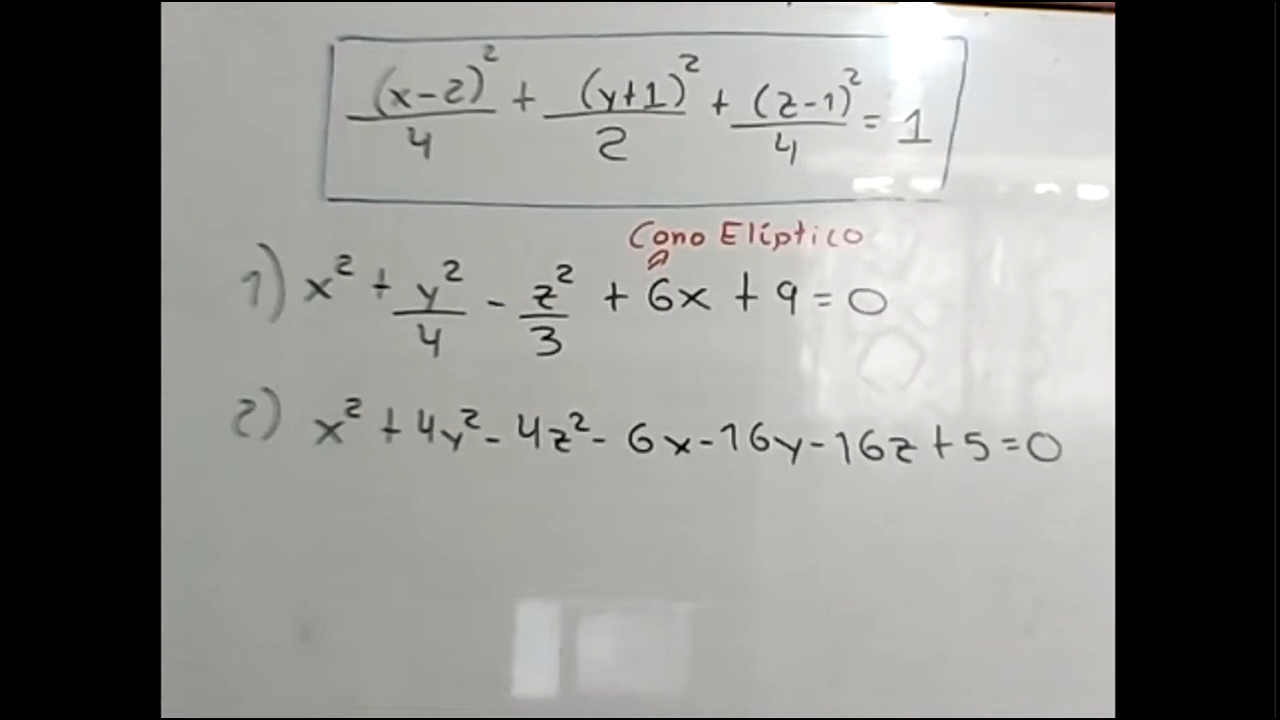 (x-2)²/4 + (y+1)²/2 + (z-1)²/4 = 1
Cono Elíptico
1) x² + y²/4 - z²/3 + 6x + 9 = 0
2) x² + 4y² - 4z² - 6x - 16y - 16z + 5 = 0